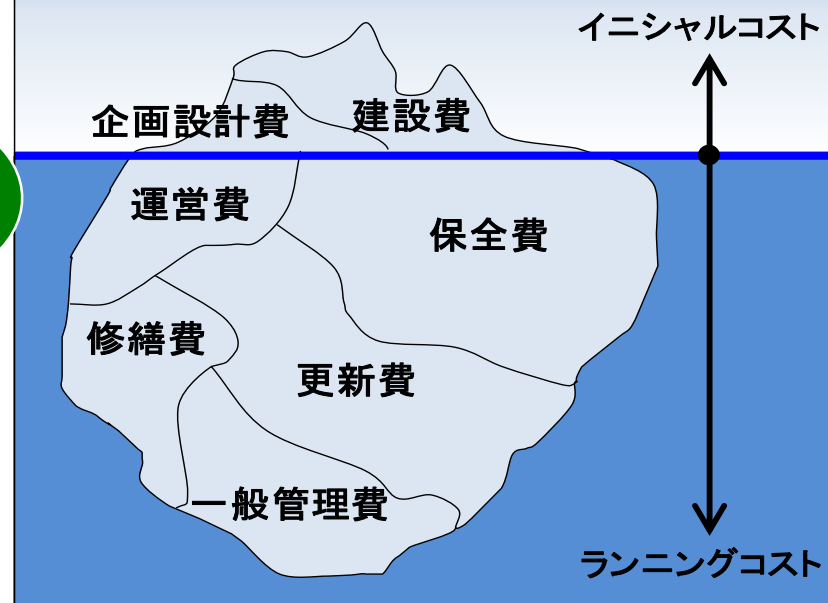 イニシャルコスト
企画設計費
建設費
運営費
保全費
修繕費
更新費
一般管理費
ランニングコスト